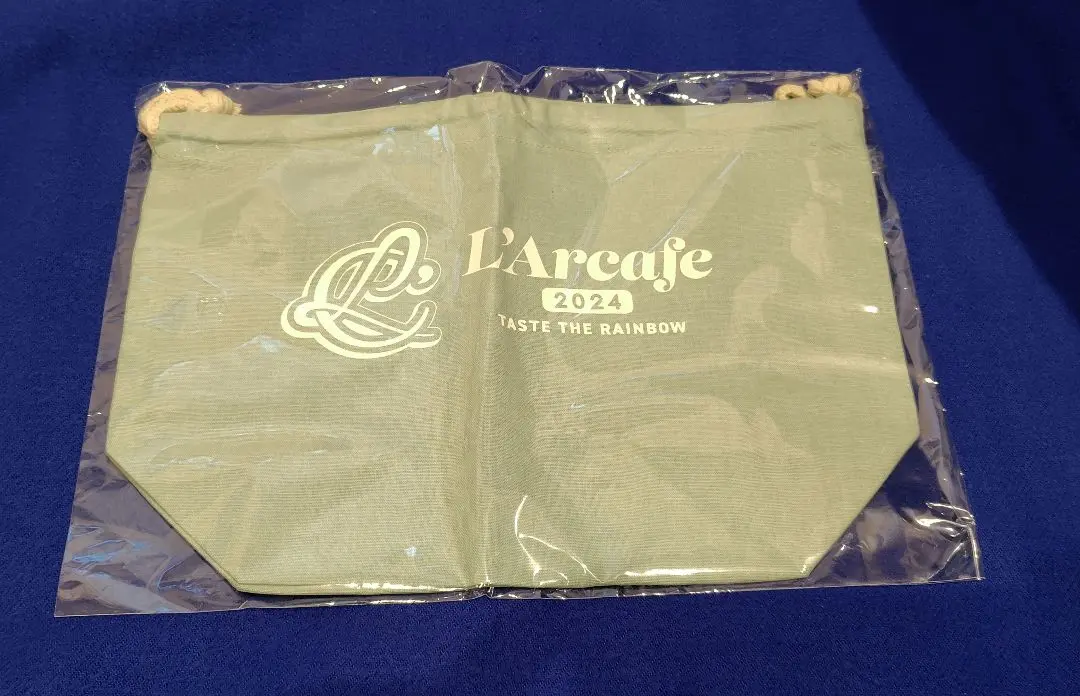 L'Arcafe
2024
TASTE THE RAINBOW